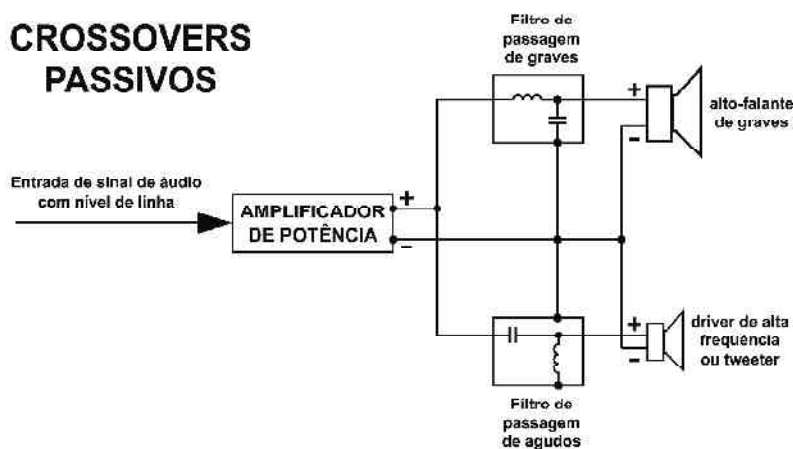 CROSSOVERS
PASSIVOS
Filtro de
passagem
de graves
+
-
alto-falante
de graves
Entrada de sinal de áudio
com nível de linha
AMPLIFICADOR
DE POTÊNCIA
+
-
+
-
driver de alta
frequência
ou tweeter
Filtro de
passagem
de agudos